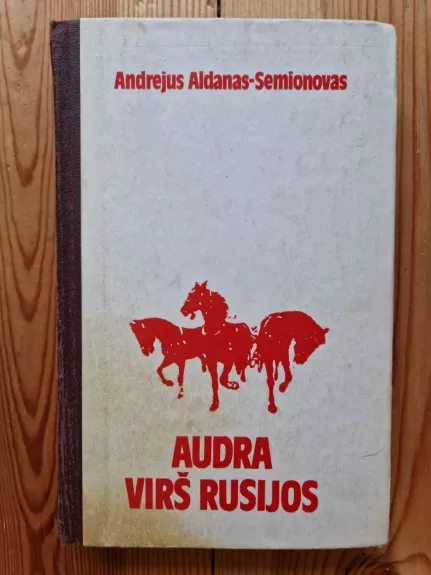 Andrejus Aldanas-Semionovas
AUDRA
VIRŠ RUSIJOS